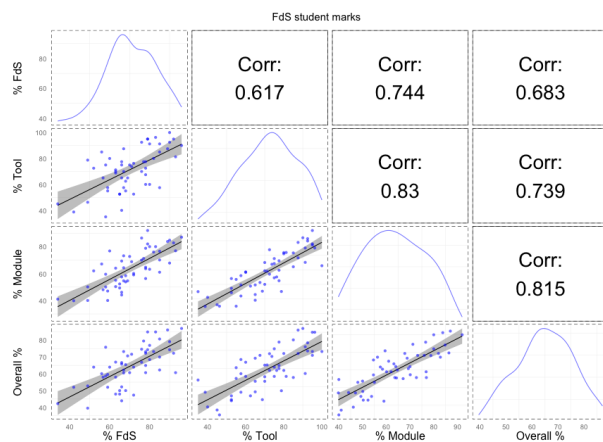 FdS student marks
% FdS
80
60
40
Corr:
0.617
Corr:
0.744
Corr:
0.683
% Tool
100
80
60
40
Corr:
0.83
Corr:
0.739
% Module
80
60
40
Corr:
0.815
Overall %
80
70
60
50
40
40 60 80
40 60 80 100
40 50 60 70 80 90
40 50 60 70 80
% FdS
% Tool
% Module
Overall %